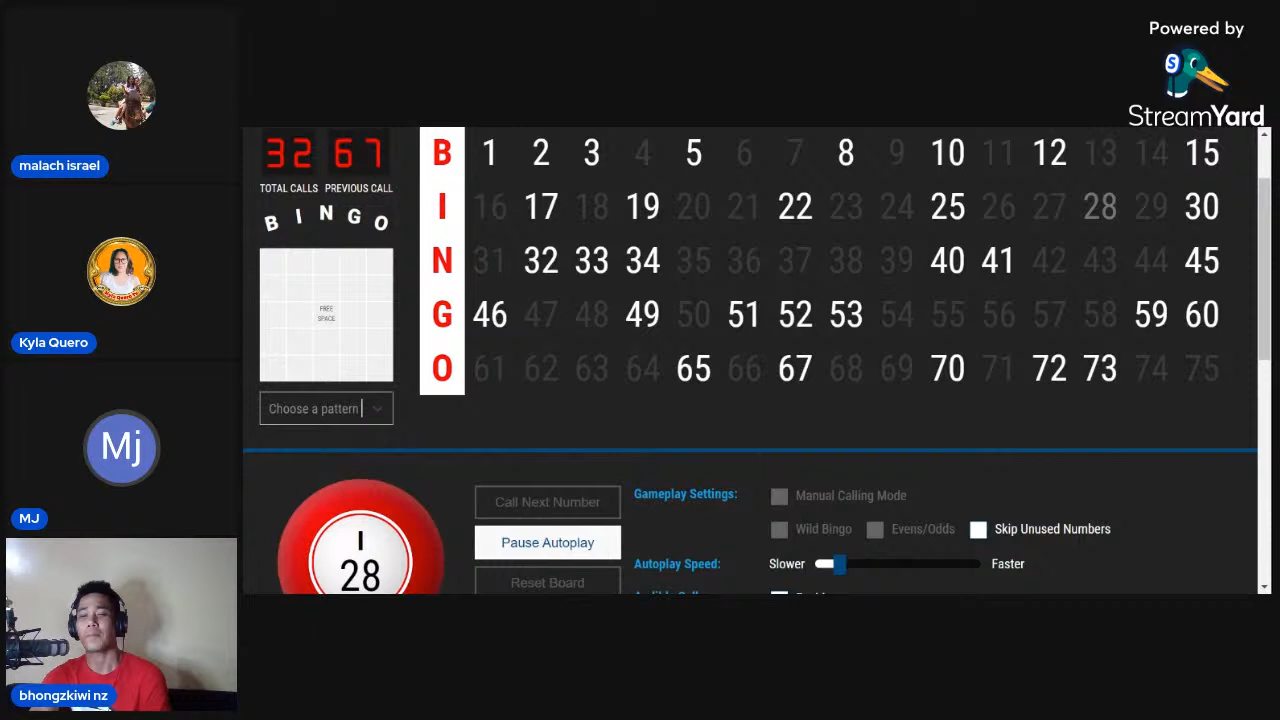 Powered by
S
StreamYard
malach israel
Kyla Quero
Mj
MJ
bhongzkiwi nz
32 67
TOTAL CALLS PREVIOUS CALL
BINGO
FREE
SPACE
Choose a pattern
B 1 2 3 4 5 6 7 8 9 10 11 12 13 14 15
I 16 17 18 19 20 21 22 23 24 25 26 27 28 29 30
N 31 32 33 34 35 36 37 38 39 40 41 42 43 44 45
G 46 47 48 49 50 51 52 53 54 55 56 57 58 59 60
O 61 62 63 64 65 66 67 68 69 70 71 72 73 74 75
I
28
Call Next Number
Pause Autoplay
Reset Board
Gameplay Settings:
Manual Calling Mode
Wild Bingo Evens/Odds Skip Unused Numbers
Autoplay Speed:
Slower Faster